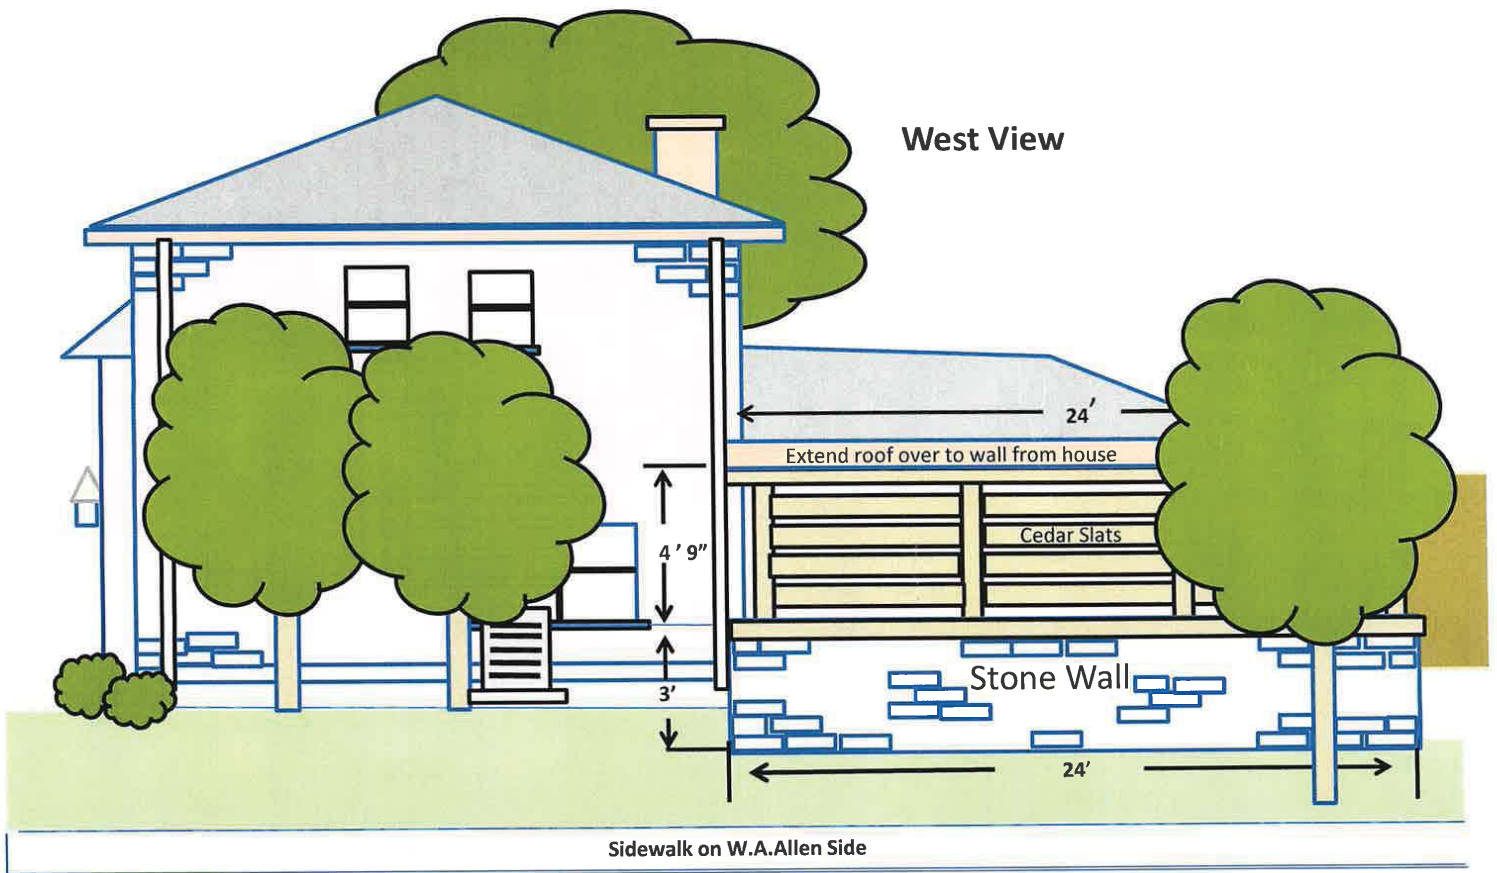 West View
24'
Extend roof over to wall from house
4 ' 9"
Cedar Slats
Stone Wall
3'
24'
Sidewalk on W.A.Allen Side